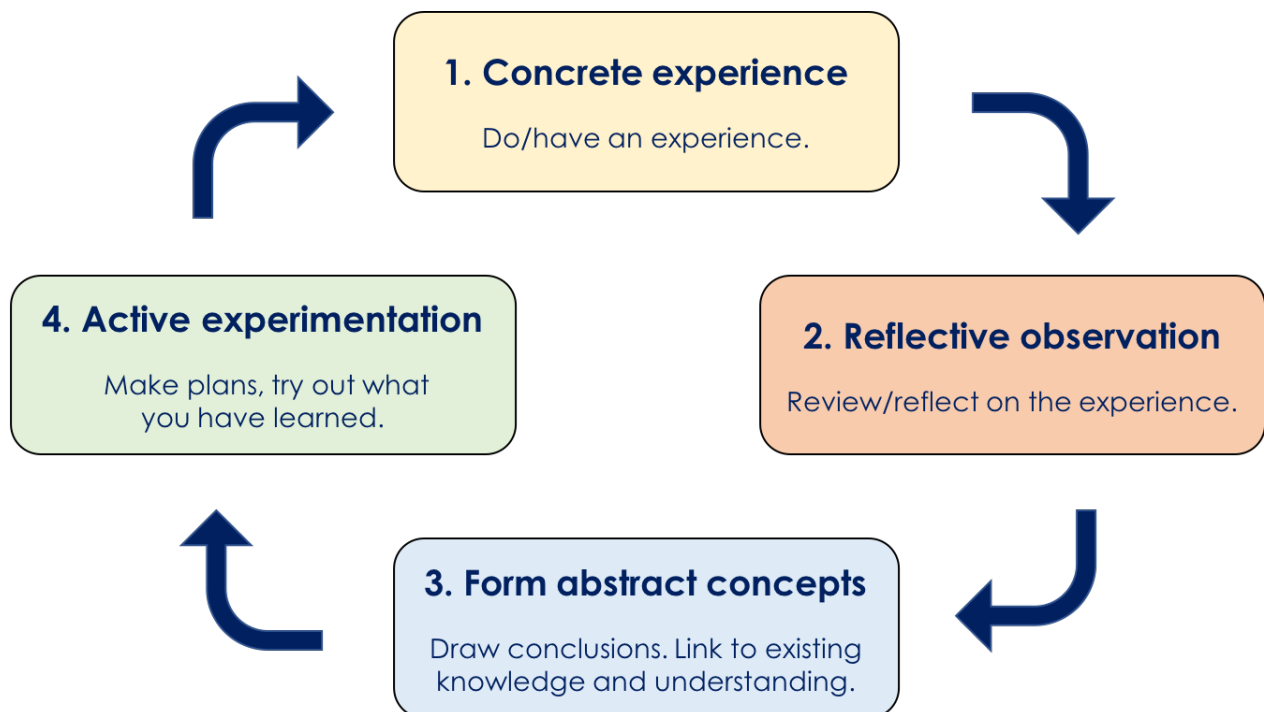 1. Concrete experience
Do/have an experience.
2. Reflective observation
Review/reflect on the experience.
3. Form abstract concepts
Draw conclusions. Link to existing
knowledge and understanding.
4. Active experimentation
Make plans, try out what
you have learned.